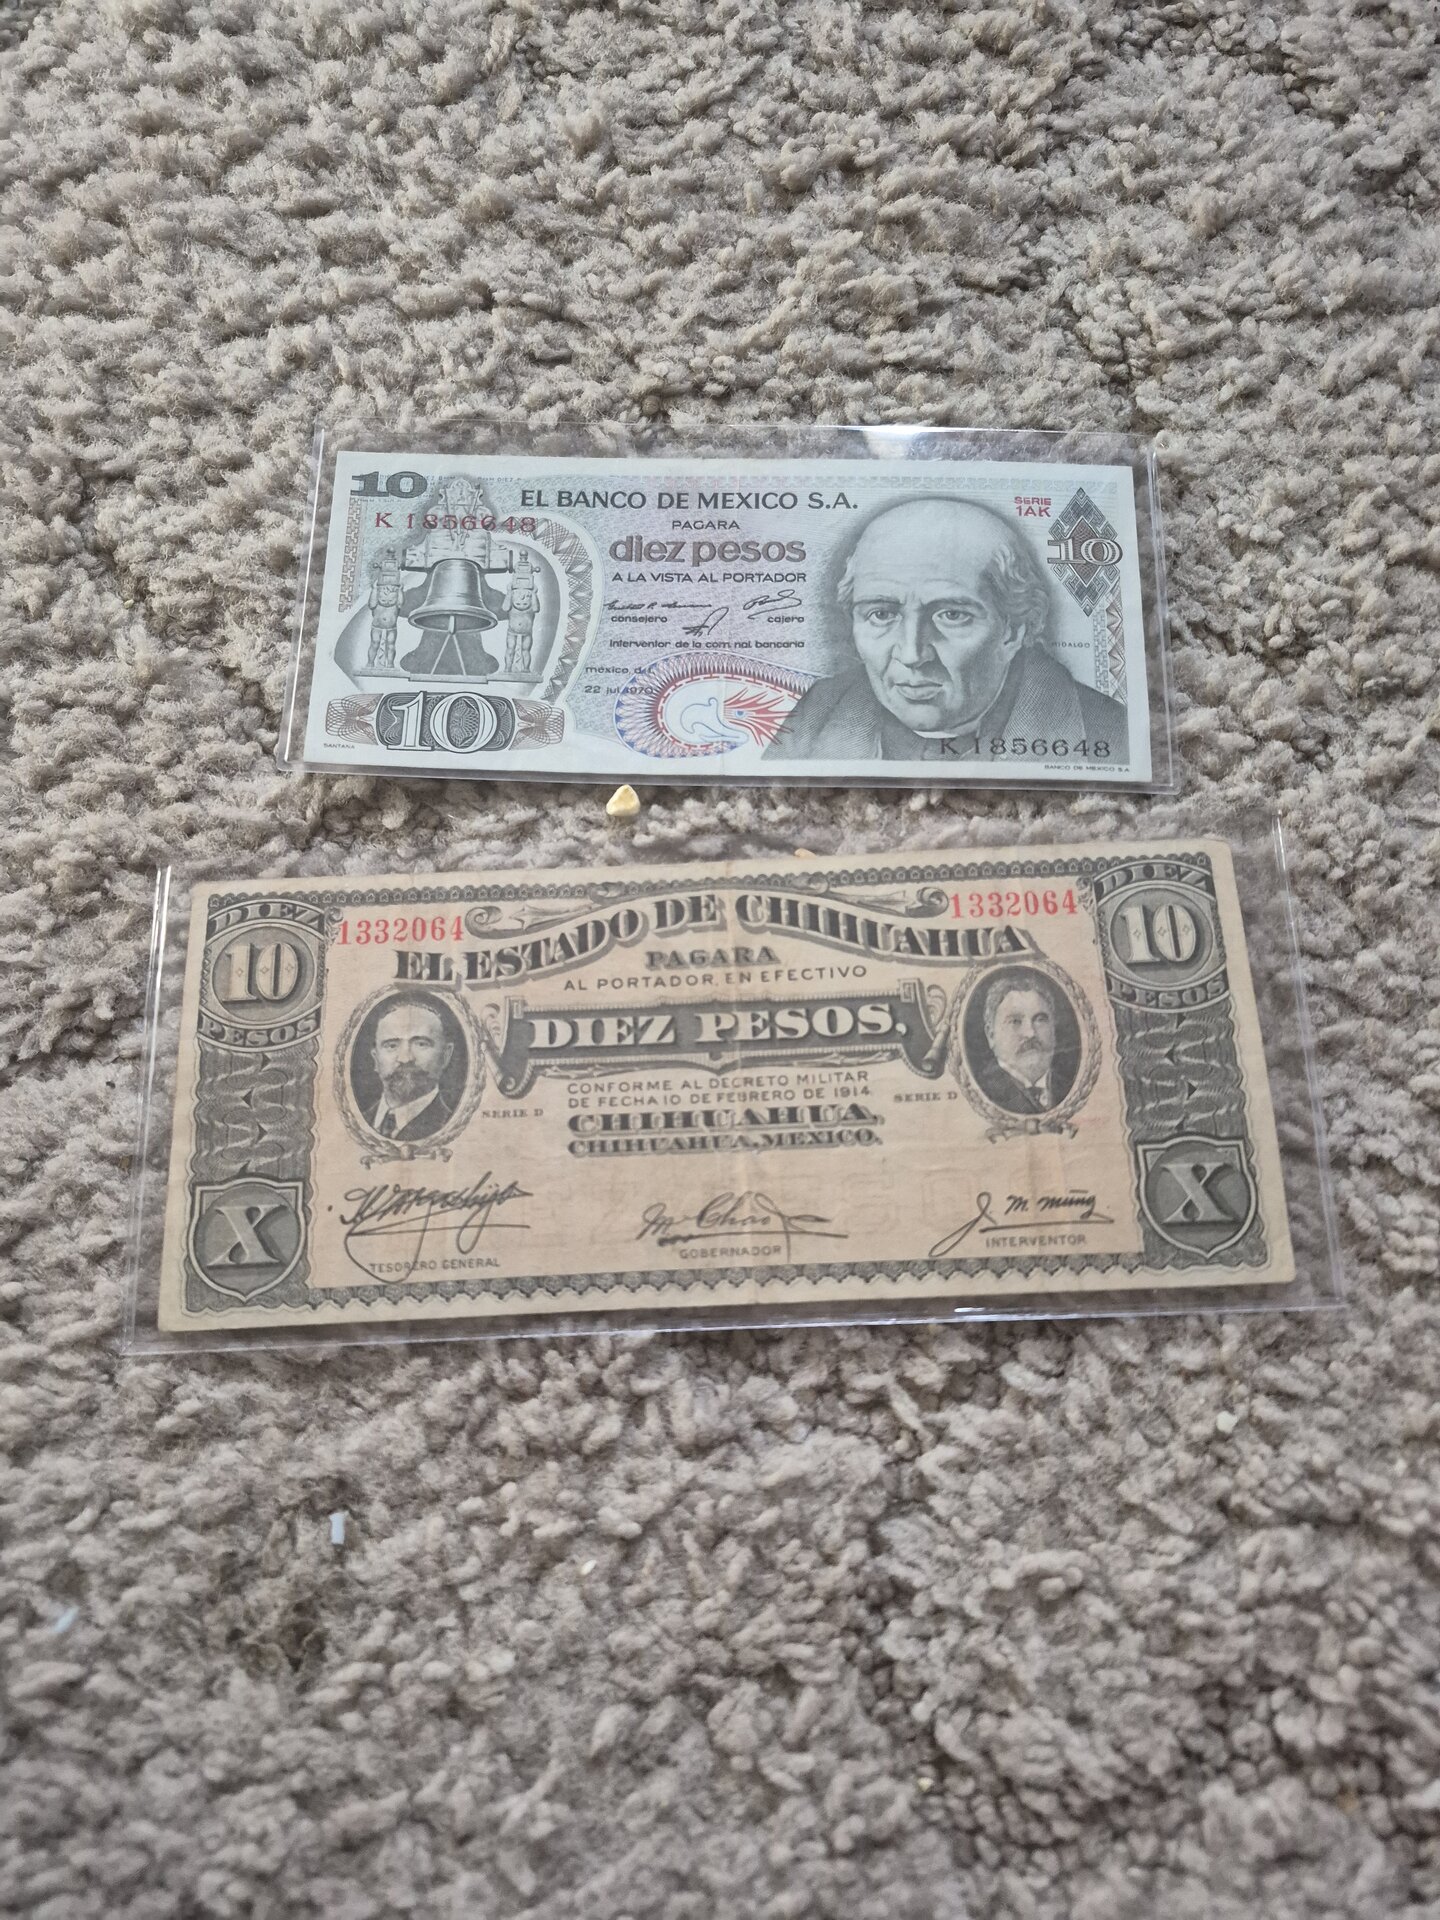 10
EL BANCO DE MEXICO S.A.
SERIE
1AK
K 1856648
PAGARA
diez pesos
10
A LA VISTA AL PORTADOR
consejero
cajero
interventor de la com. nal. bancaria
HIDALGO
mexico, d.f.
22 jul 1970
10
K 1856648
SANTANA
BANCO DE MEXICO S A
DIEZ
10
PESOS
1332064
EL ESTADO DE CHIHUAHUA
1332064
DIEZ
10
PESOS
PAGARA
AL PORTADOR, EN EFECTIVO
DIEZ PESOS.
CONFORME AL DECRETO MILITAR
DE FECHA 10 DE FEBRERO DE 1914
SERIE D
SERIE D
CHIHUAHUA,
CHIHUAHUA, MEXICO.
X
X
TESORERO GENERAL
GOBERNADOR
J. M. Muñg
INTERVENTOR